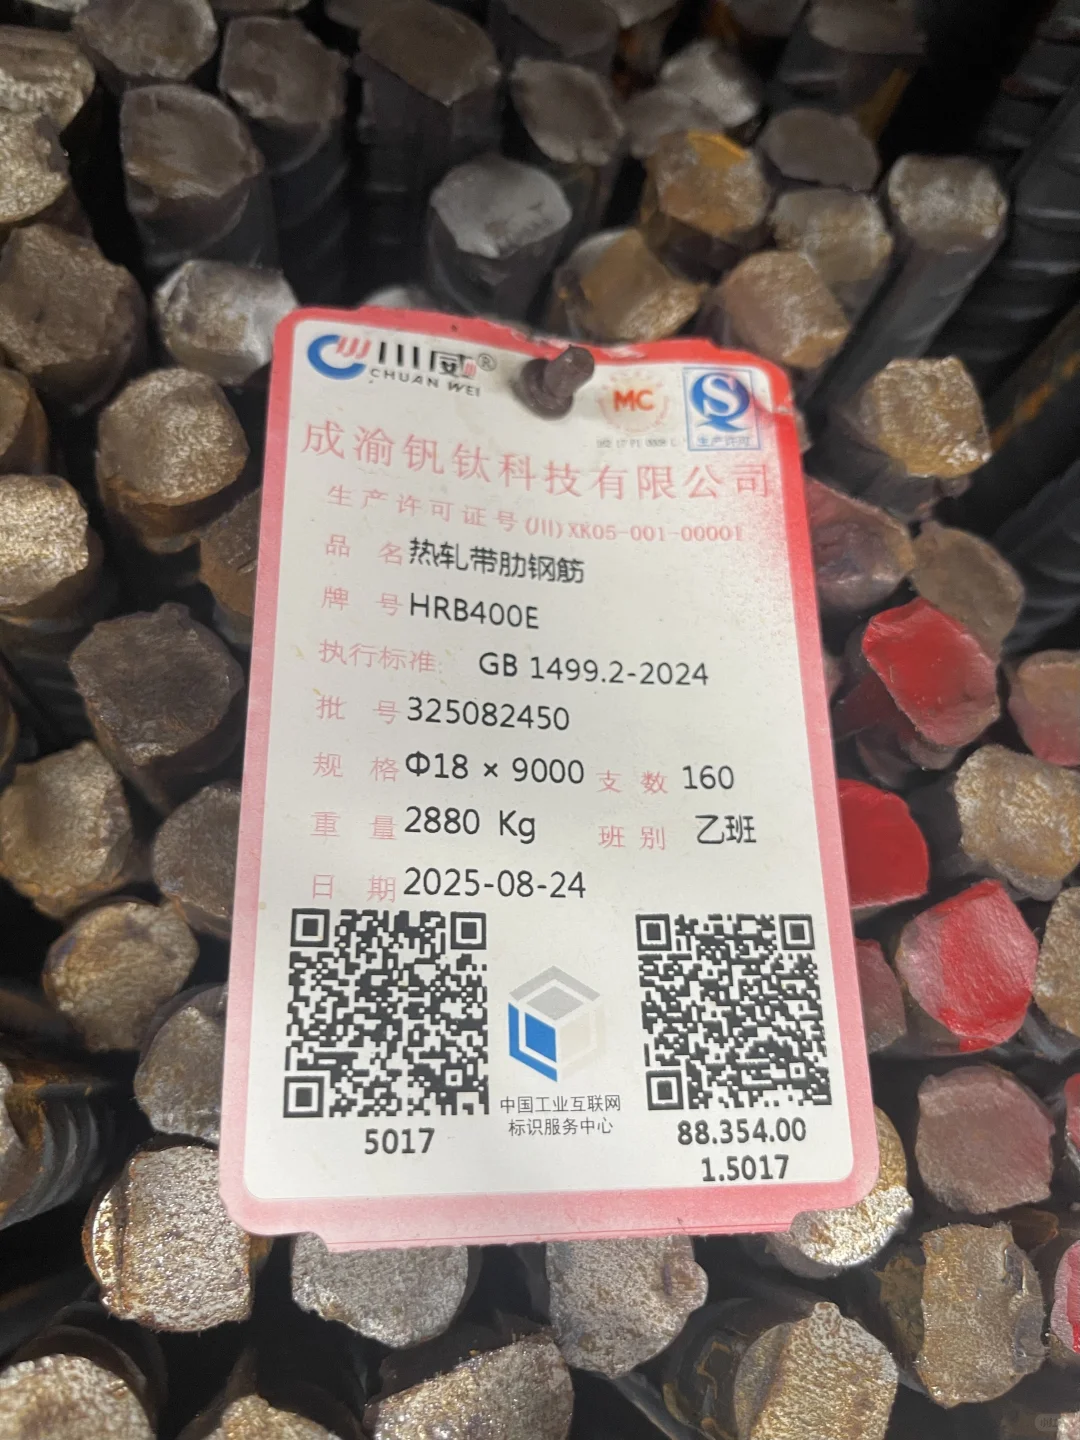 川威®
CHUAN WEI
MC
S
生产许可
成渝钒钛科技有限公司
生产许可证号(川)XK05-001-00001
品 名 热轧带肋钢筋
牌 号 HRB400E
执行标准 GB 1499.2-2024
批 号 325082450
规 格 Φ18 × 9000 支 数 160
重 量 2880 Kg 班 别 乙班
日 期 2025-08-24
中国工业互联网
标识服务中心
5017
88.354.00
1.5017